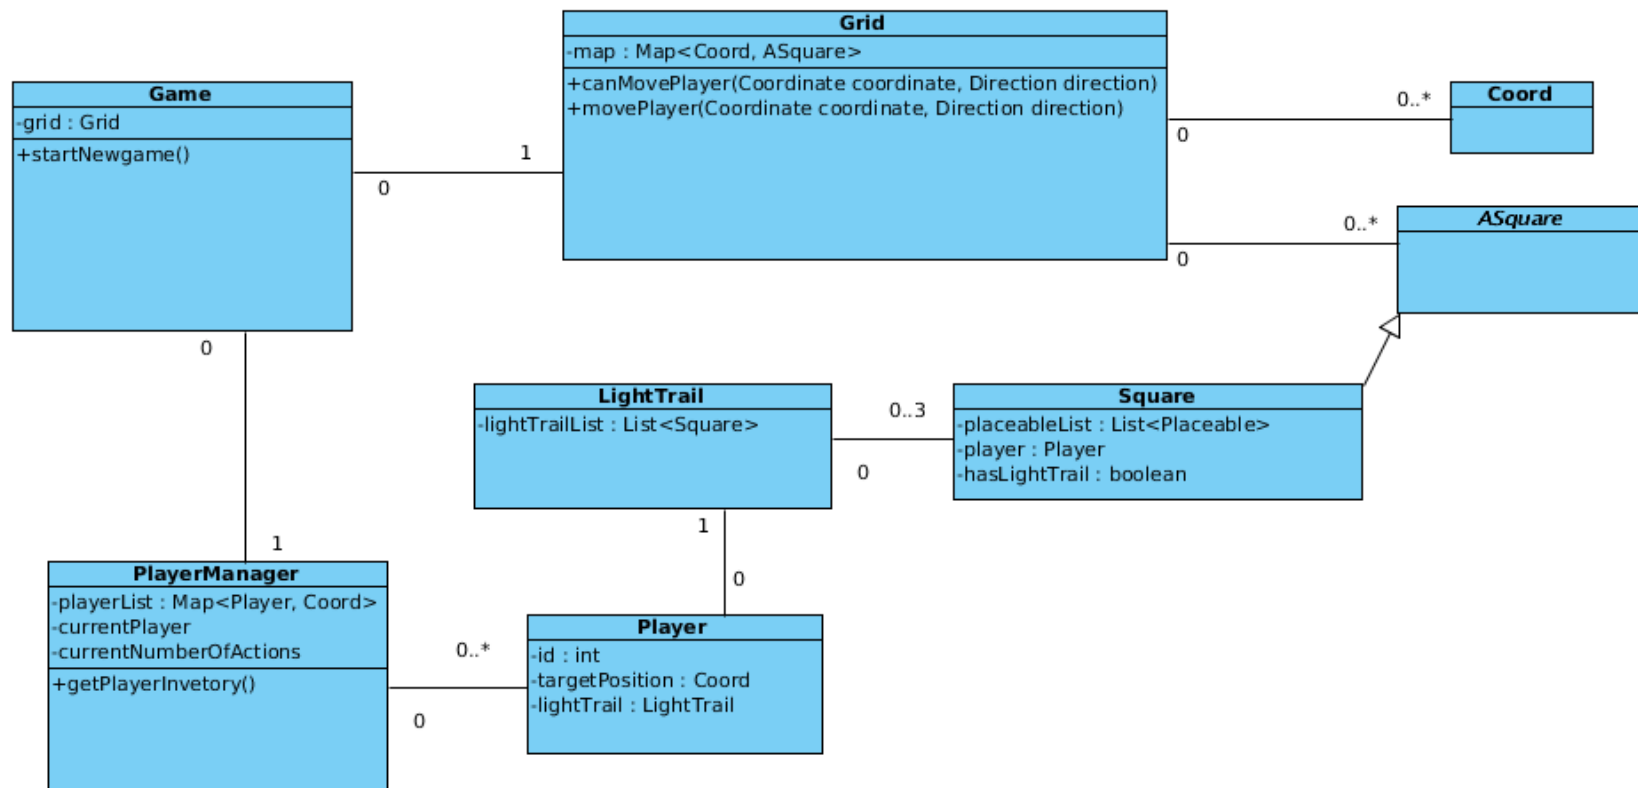 Grid
-map : Map<Coord, ASquare>
+canMovePlayer(Coordinate coordinate, Direction direction)
+movePlayer(Coordinate coordinate, Direction direction)
Game
-grid : Grid
+startNewgame()
1
0
0..*
0
Coord
0..*
0
ASquare
0
1
LightTrail
-lightTrailList : List<Square>
0..3
0
Square
-placeableList : List<Placeable>
-player : Player
-hasLightTrail : boolean
1
0
PlayerManager
-playerList : Map<Player, Coord>
-currentPlayer
-currentNumberOfActions
+getPlayerInvetory()
0..*
0
Player
-id : int
-targetPosition : Coord
-lightTrail : LightTrail